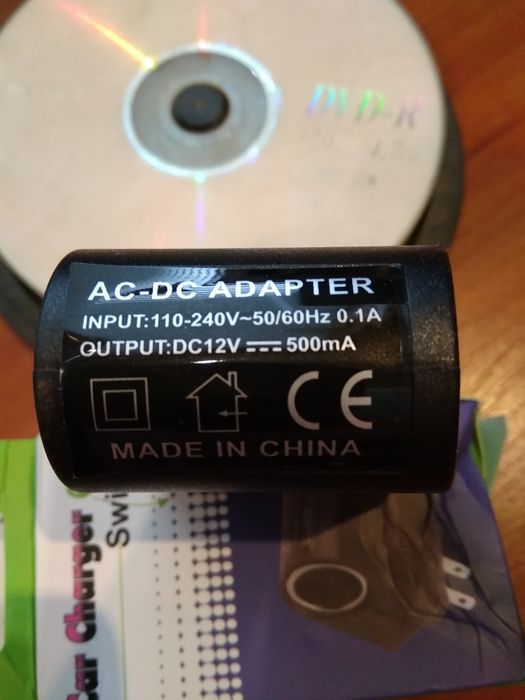 DVD-R
AC-DC ADAPTER
INPUT:110-240V~50/60Hz 0.1A
OUTPUT:DC12V ⎓ 500mA
CE
MADE IN CHINA
Car Charger